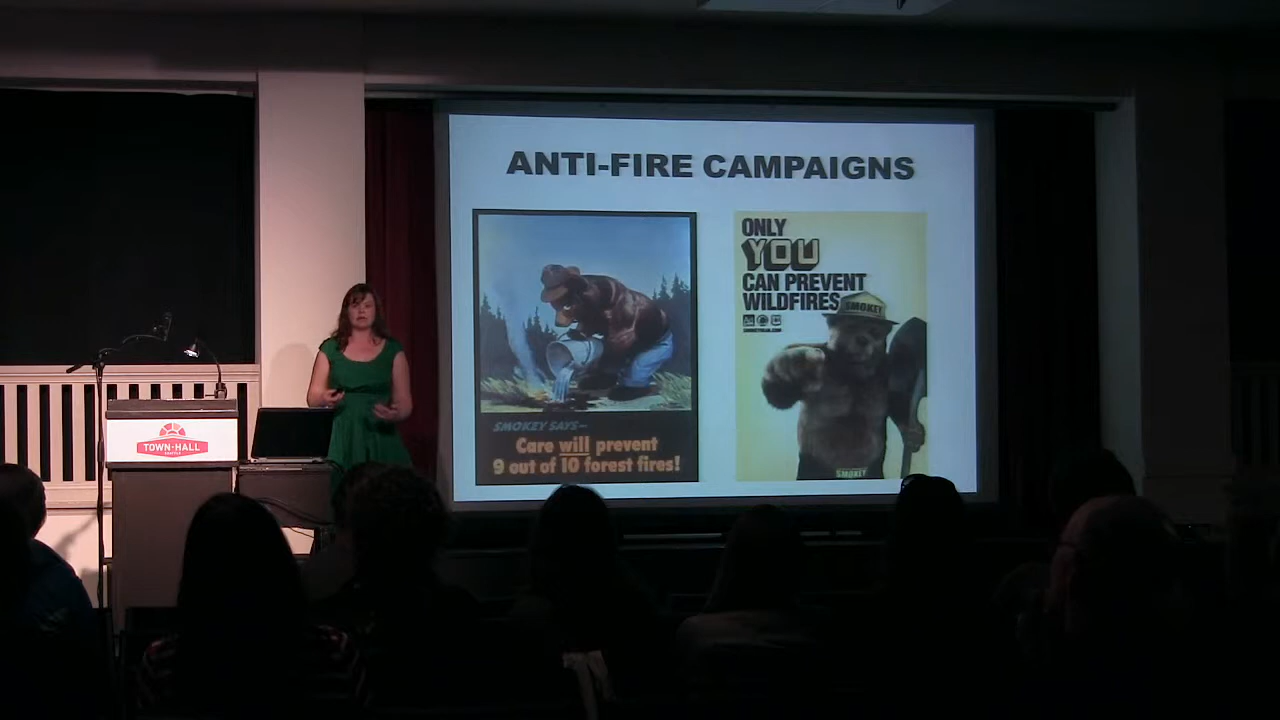 ANTI-FIRE CAMPAIGNS
ONLY
YOU
CAN PREVENT
WILDFIRES
SMOKEY
SMOKEY SAYS—
Care will prevent
9 out of 10 forest fires!
SMOKEY
TOWN HALL
SEATTLE